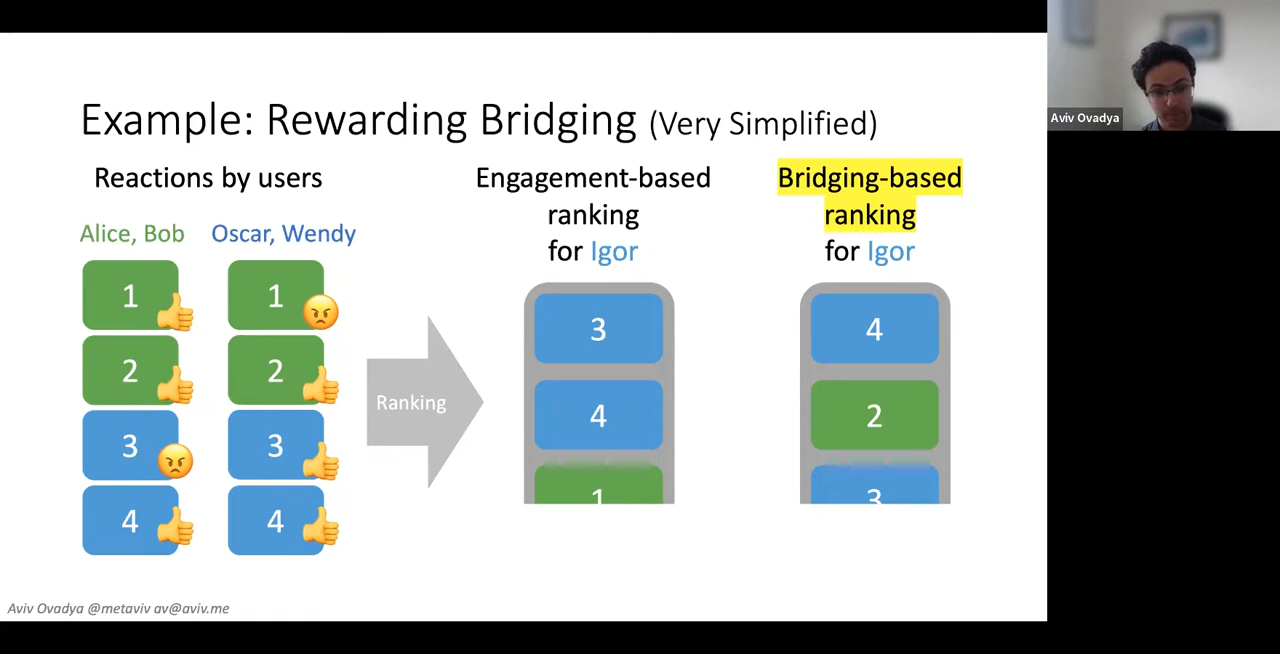 Example: Rewarding Bridging (Very Simplified)
Reactions by users
Alice, Bob
Oscar, Wendy
1
1
2
2
3
3
4
4
Ranking
Engagement-based
ranking
for Igor
3
4
1
Bridging-based
ranking
for Igor
4
2
3
Aviv Ovadya @metaviv av@aviv.me
Aviv Ovadya